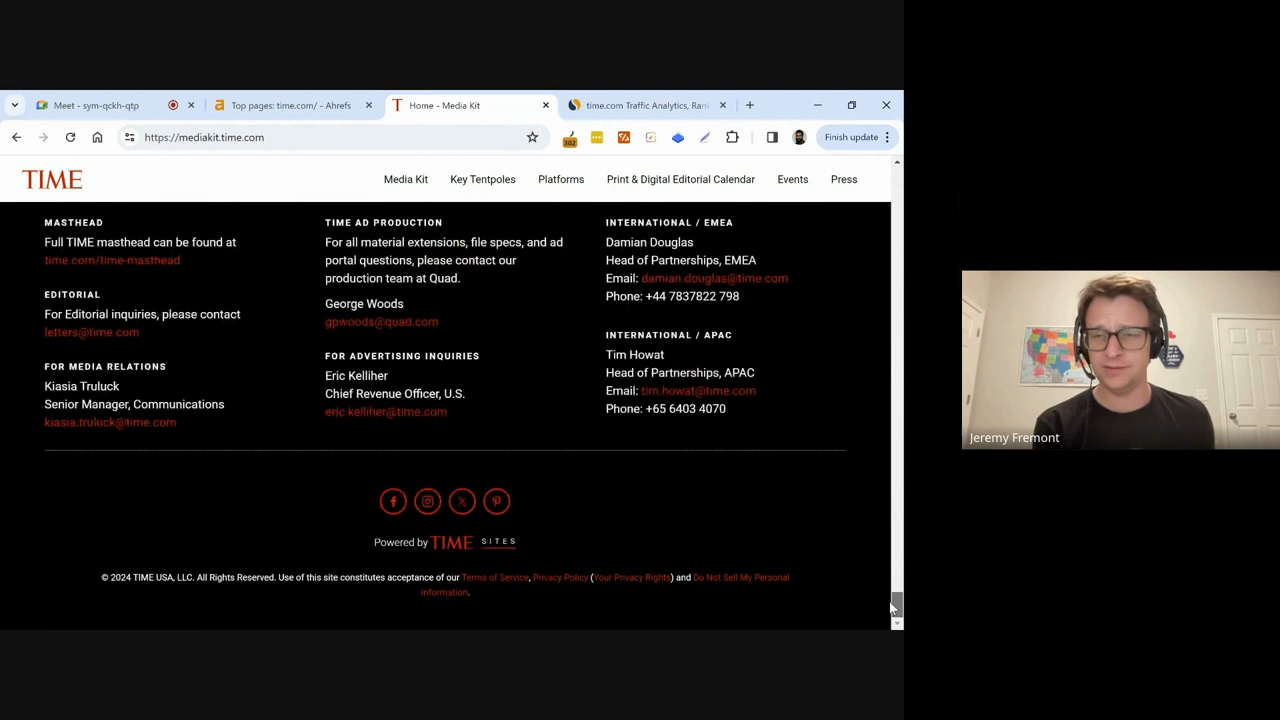 Meet - sym-qckh-qtp
Top pages: time.com/ - Ahrefs
T Home - Media Kit
time.com Traffic Analytics, Ran
https://mediakit.time.com
302
Finish update
TIME
Media Kit
Key Tentpoles
Platforms
Print & Digital Editorial Calendar
Events
Press
MASTHEAD
Full TIME masthead can be found at
time.com/time-masthead
EDITORIAL
For Editorial inquiries, please contact
letters@time.com
FOR MEDIA RELATIONS
Kiasia Truluck
Senior Manager, Communications
kiasia.truluck@time.com
TIME AD PRODUCTION
For all material extensions, file specs, and ad
portal questions, please contact our
production team at Quad.
George Woods
gpwoods@quad.com
FOR ADVERTISING INQUIRIES
Eric Kelliher
Chief Revenue Officer, U.S.
eric.kelliher@time.com
INTERNATIONAL / EMEA
Damian Douglas
Head of Partnerships, EMEA
Email: damian.douglas@time.com
Phone: +44 7837822 798
INTERNATIONAL / APAC
Tim Howat
Head of Partnerships, APAC
Email: tim.howat@time.com
Phone: +65 6403 4070
Powered by TIME SITES
© 2024 TIME USA, LLC. All Rights Reserved. Use of this site constitutes acceptance of our Terms of Service, Privacy Policy (Your Privacy Rights) and Do Not Sell My Personal
Information.
Jeremy Fremont